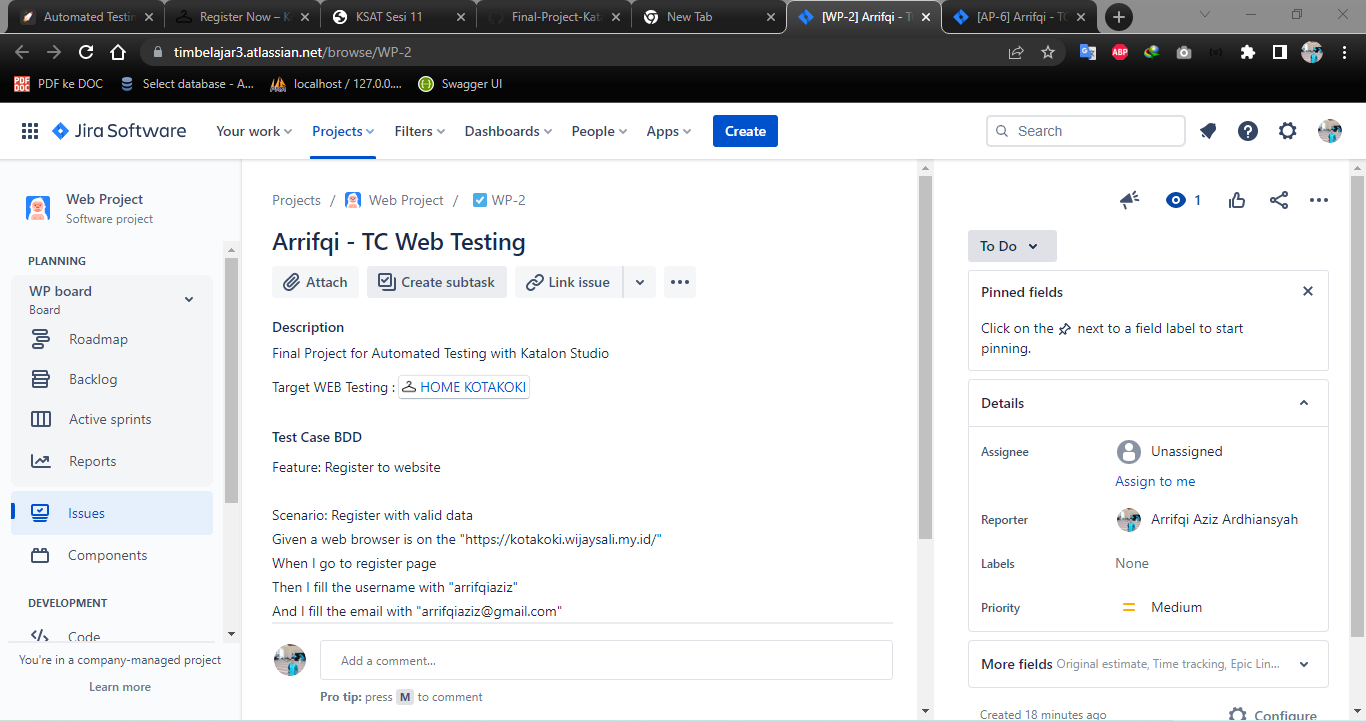 Automated Testin
Register Now – K
KSAT Sesi 11
Final-Project-Kata
New Tab
[WP-2] Arrifqi - T
[AP-6] Arrifqi - TC
timbelajar3.atlassian.net/browse/WP-2
PDF ke DOC
Select database - A...
localhost / 127.0.0....
Swagger UI
Jira Software
Your work
Projects
Filters
Dashboards
People
Apps
Create
Search
Web Project
Software project
PLANNING
WP board
Board
Roadmap
Backlog
Active sprints
Reports
Issues
Components
DEVELOPMENT
Code
You're in a company-managed project
Learn more
Projects / Web Project / WP-2
Arrifqi - TC Web Testing
Attach
Create subtask
Link issue
Description
Final Project for Automated Testing with Katalon Studio
Target WEB Testing : HOME KOTAKOKI
Test Case BDD
Feature: Register to website
Scenario: Register with valid data
Given a web browser is on the "https://kotakoki.wijaysali.my.id/"
When I go to register page
Then I fill the username with "arrifqiaziz"
And I fill the email with "arrifqiaziz@gmail.com"
Add a comment...
Pro tip: press M to comment
1
To Do
Pinned fields
Click on the next to a field label to start
pinning.
Details
Assignee
Unassigned
Assign to me
Reporter
Arrifqi Aziz Ardhiansyah
Labels
None
Priority
Medium
More fields Original estimate, Time tracking, Epic Lin...
Created 18 minutes ago
Configure